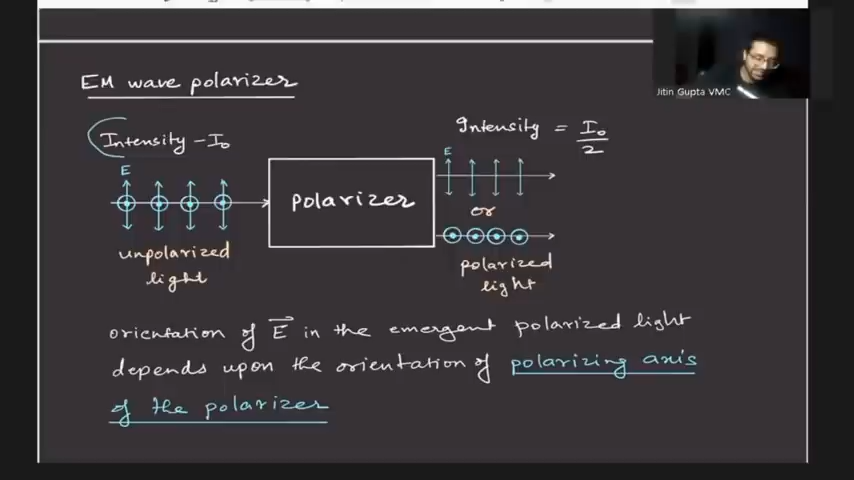 Jitin Gupta VMC
EM wave polarizer
Intensity - I₀
Intensity = I₀/2
E
E
polarizer
or
unpolarized
light
polarized
light
orientation of E⃗ in the emergent polarized light
depends upon the orientation of polarizing axis
of the polarizer